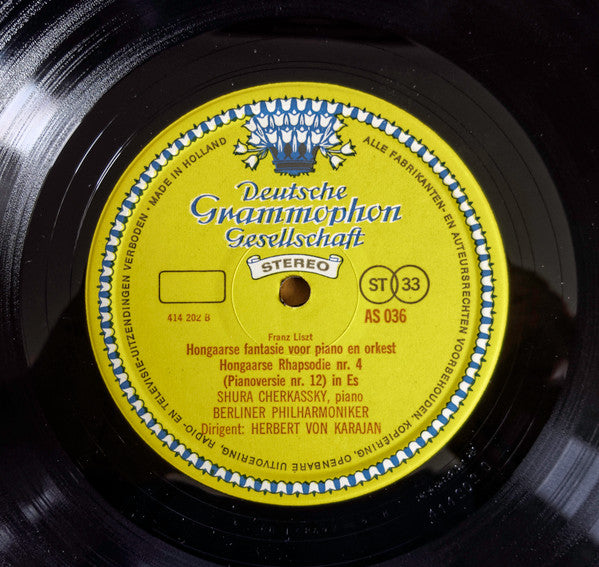 Deutsche
Grammophon
Gesellschaft
STEREO
ST 33
414 202 B
AS 036
Franz Liszt
Hongaarse fantasie voor piano en orkest
Hongaarse Rhapsodie nr. 4
(Pianoversie nr. 12) in Es
SHURA CHERKASSKY, piano
BERLINER PHILHARMONIKER
Dirigent: HERBERT VON KARAJAN
ALLE FABRIKANTEN- EN AUTEURSRECHTEN VOORBEHOUDEN. KOPIËRING, OPENBARE UITVOERING, RADIO- EN TELEVISIE-UITZENDINGEN VERBODEN · MADE IN HOLLAND